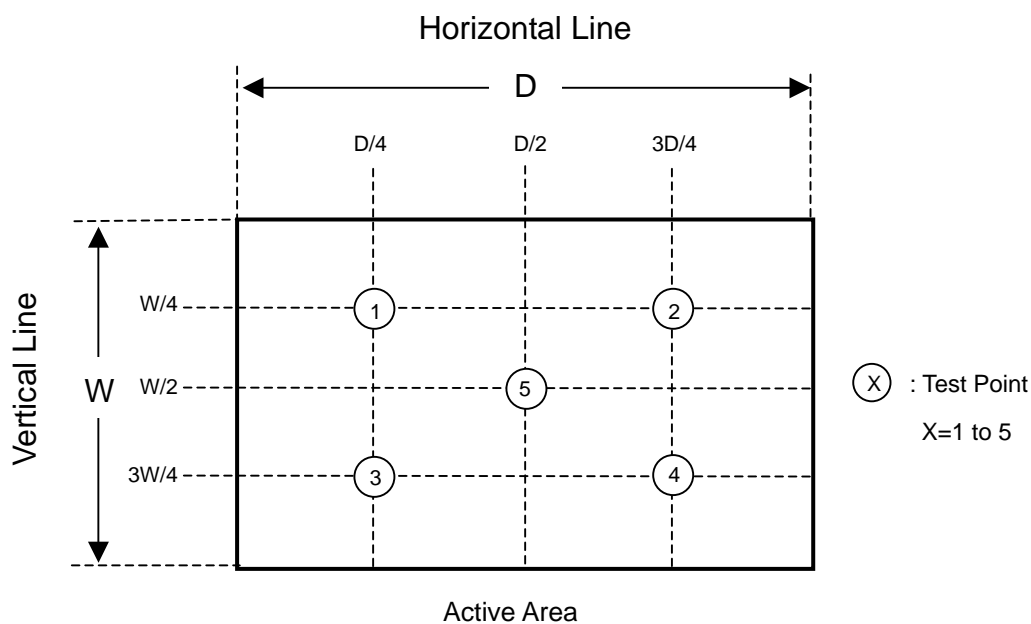 Horizontal Line
D
D/4 D/2 3D/4
Vertical Line
W
W/4
1 2
W/2
5
3W/4
3 4
X : Test Point
X=1 to 5
Active Area